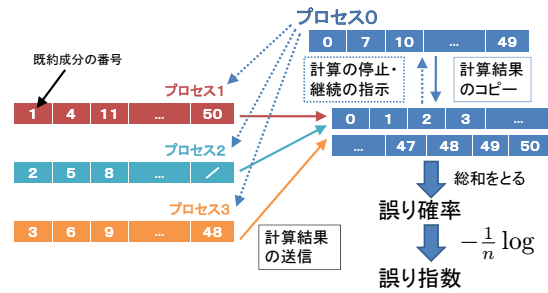 プロセス0
0 7 10 ... 49
既約成分の番号
プロセス1
1 4 11 ... 50
計算の停止・
継続の指示
計算結果
のコピー
0 1 2 3 ...
... 47 48 49 50
プロセス2
2 5 8 ... /
プロセス3
3 6 9 ... 48
計算結果
の送信
総和をとる
誤り確率
−1/n log
誤り指数